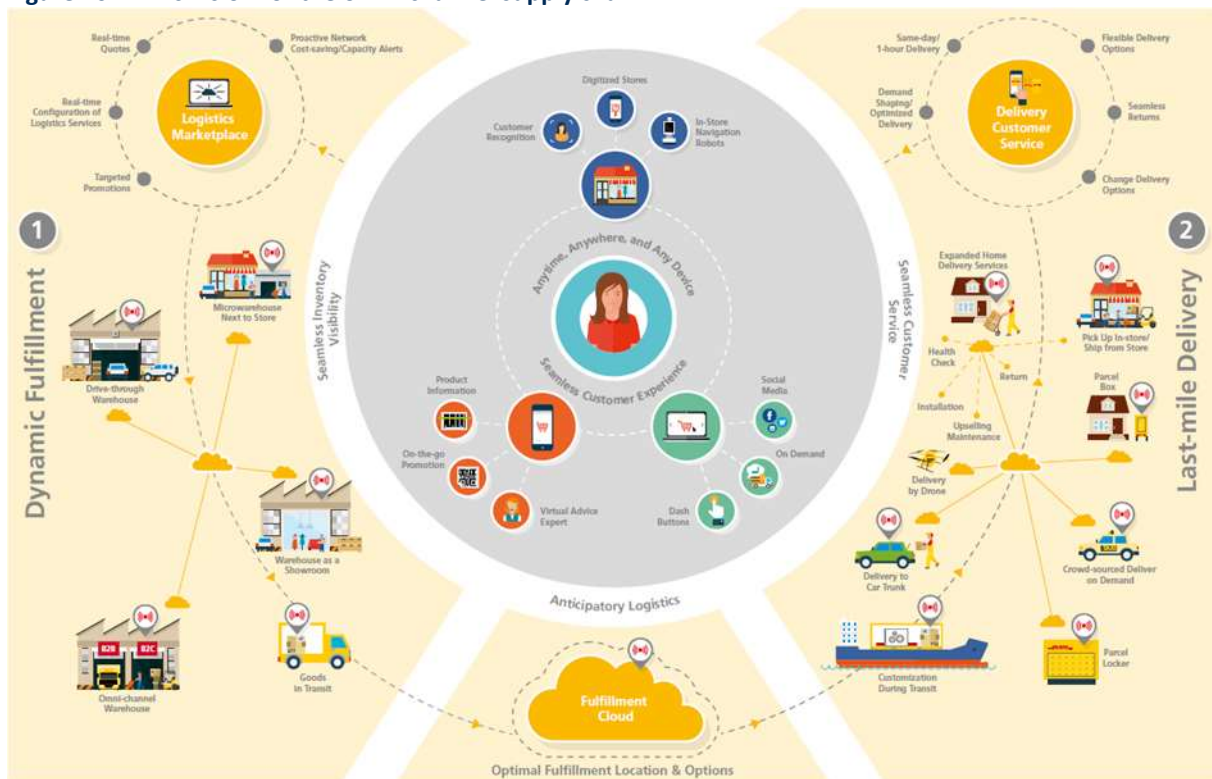 Figure
supply
Real-time
Quotes
Proactive Network
Cost-saving/Capacity Alerts
Real-time
Configuration of
Logistics Services
Logistics
Marketplace
Targeted
Promotions
Digitized Stores
Customer
Recognition
In-Store
Navigation
Robots
Same-day/
1-hour Delivery
Flexible Delivery
Options
Demand
Shaping/
Optimized
Delivery
Delivery
Customer
Service
Seamless
Returns
Change Delivery
Options
1
Dynamic Fulfillment
Microwarehouse
Next to Store
Drive-through
Warehouse
Warehouse as a
Showroom
B2B
B2C
Omni-channel
Warehouse
Goods
in Transit
Seamless Inventory
Visibility
Anytime, Anywhere, and Any Device
Seamless Customer Experience
Product
Information
On-the-go
Promotion
Virtual Advice
Expert
Social
Media
On Demand
Dash
Buttons
Seamless Customer
Service
Anticipatory Logistics
Fulfillment
Cloud
Optimal Fulfillment Location & Options
2
Last-mile Delivery
Expanded Home
Delivery Services
Pick Up In-store/
Ship from Store
Health
Check
Return
Installation
Upselling
Maintenance
Parcel
Box
Delivery
by Drone
Delivery to
Car Trunk
Crowd-sourced Deliver
on Demand
Customization
During Transit
Parcel
Locker